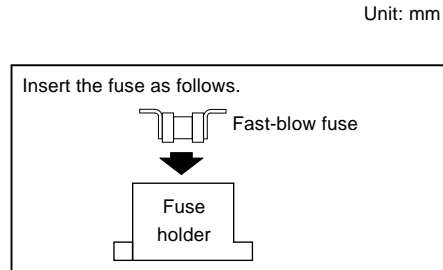 Unit: mm
Insert the fuse as follows.
Fast-blow fuse
Fuse
holder